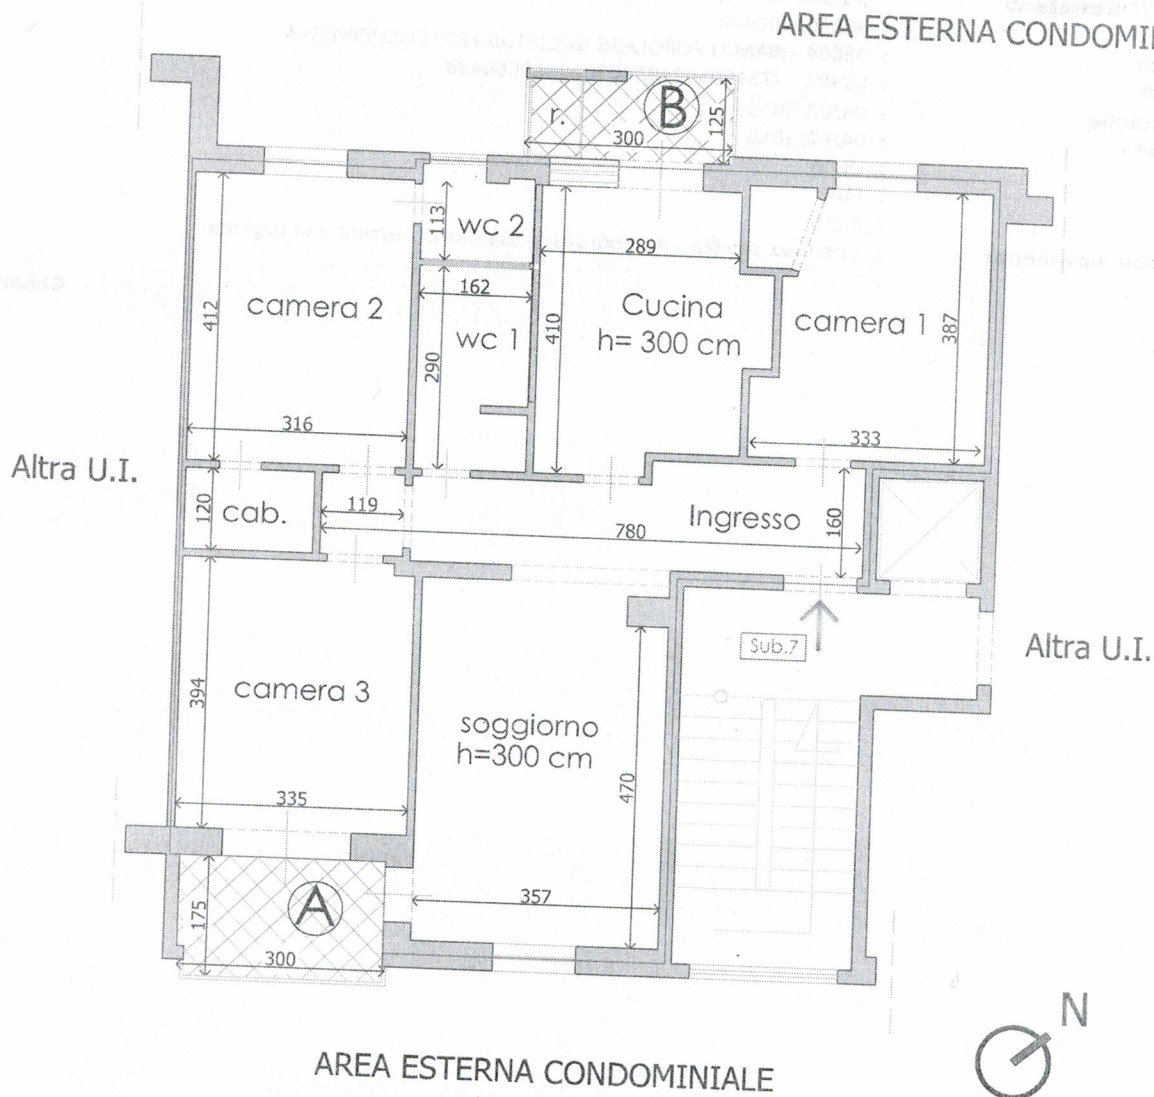 AREA ESTERNA CONDOMI
B
r.
300
125
113
wc 2
289
412
camera 2
162
Cucina
h= 300 cm
camera 1
387
410
wc 1
290
316
333
Altra U.I.
120
cab.
119
Ingresso
160
780
Sub.7
Altra U.I.
394
camera 3
soggiorno
h=300 cm
470
335
357
175
A
300
N
AREA ESTERNA CONDOMINIALE